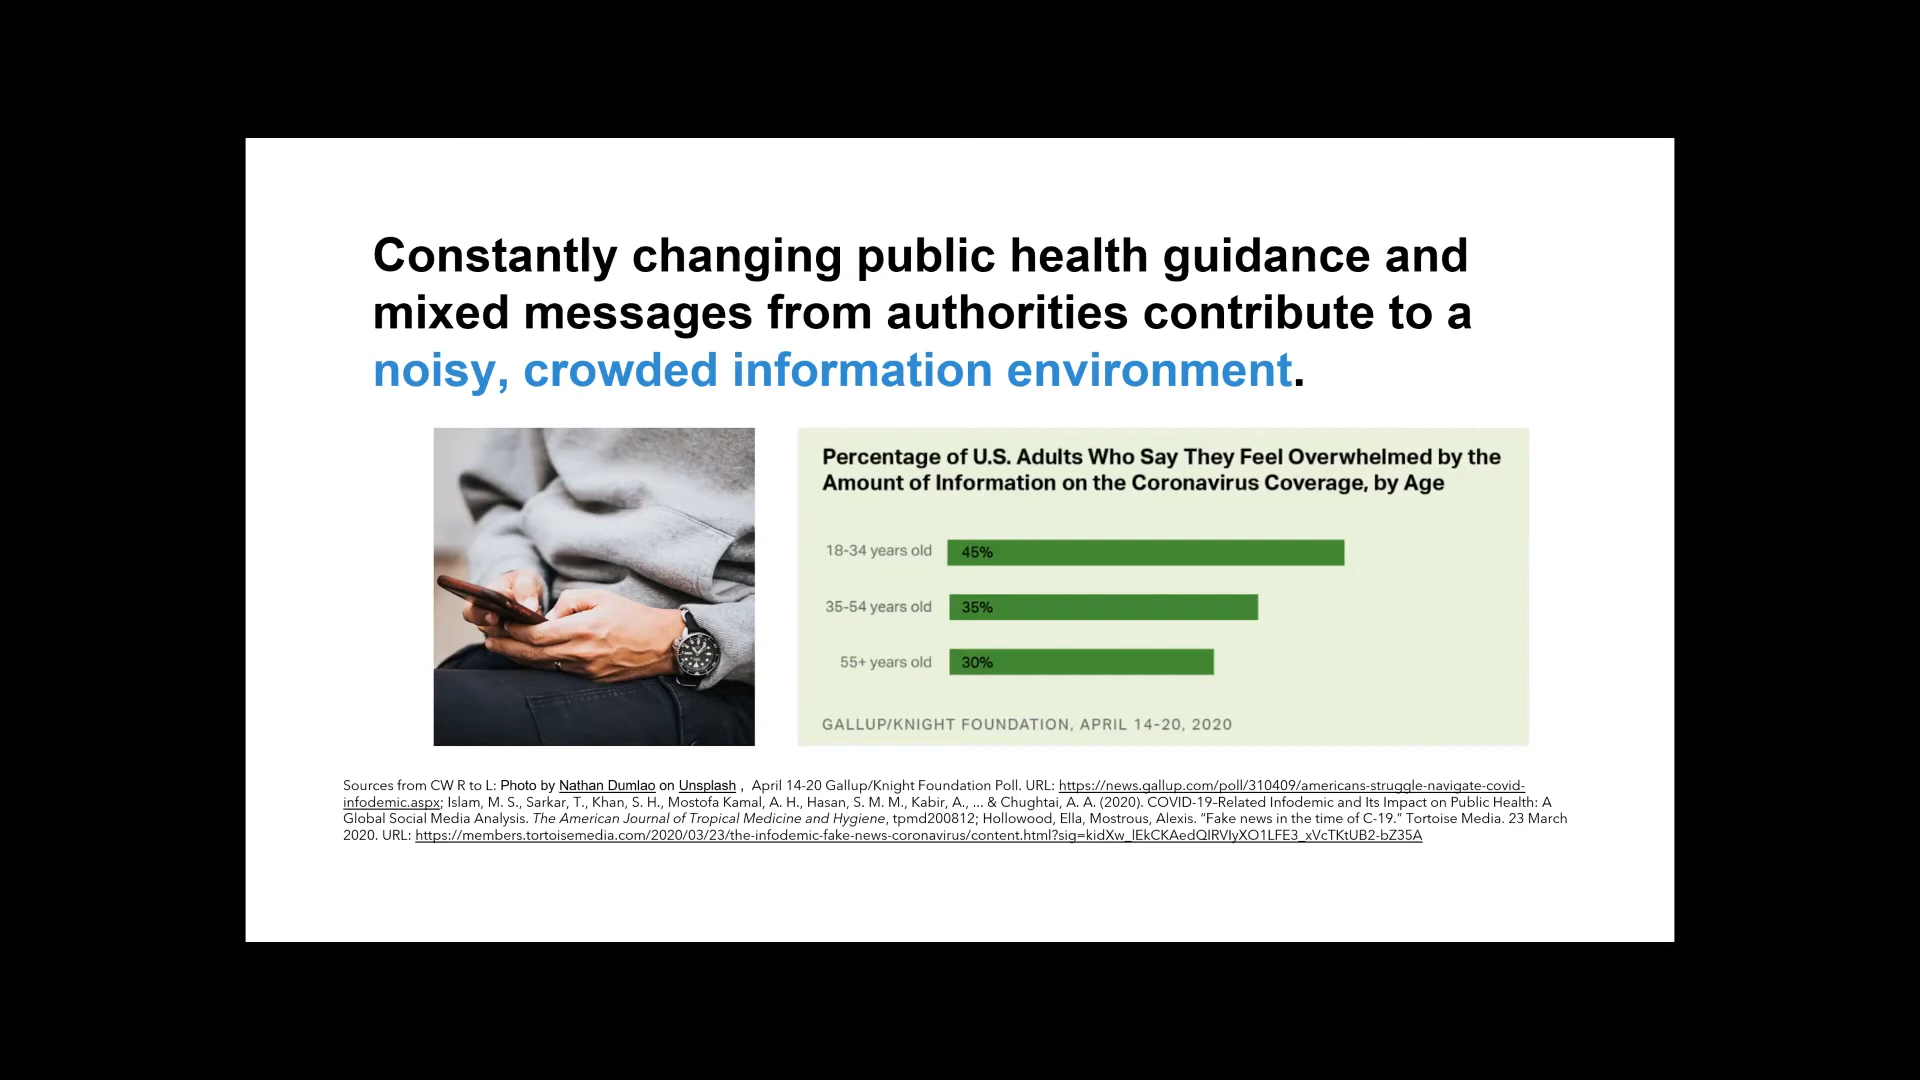 Constantly changing public health guidance and
mixed messages from authorities contribute to a
noisy, crowded information environment.
Percentage of U.S. Adults Who Say They Feel Overwhelmed by the
Amount of Information on the Coronavirus Coverage, by Age
18-34 years old 45%
35-54 years old 35%
55+ years old 30%
GALLUP/KNIGHT FOUNDATION, APRIL 14-20, 2020
Sources from CW R to L: Photo by Nathan Dumlao on Unsplash , April 14-20 Gallup/Knight Foundation Poll. URL: https://news.gallup.com/poll/310409/americans-struggle-navigate-covid-
infodemic.aspx; Islam, M. S., Sarkar, T., Khan, S. H., Mostofa Kamal, A. H., Hasan, S. M. M., Kabir, A., ... & Chughtai, A. A. (2020). COVID-19–Related Infodemic and Its Impact on Public Health: A
Global Social Media Analysis. The American Journal of Tropical Medicine and Hygiene, tpmd200812; Hollowood, Ella, Mostrous, Alexis. “Fake news in the time of C-19.” Tortoise Media. 23 March
2020. URL: https://members.tortoisemedia.com/2020/03/23/the-infodemic-fake-news-coronavirus/content.html?sig=kidXw_lEkCKAedQIRVIyXO1LFE3_xVcTKtUB2-bZ35A